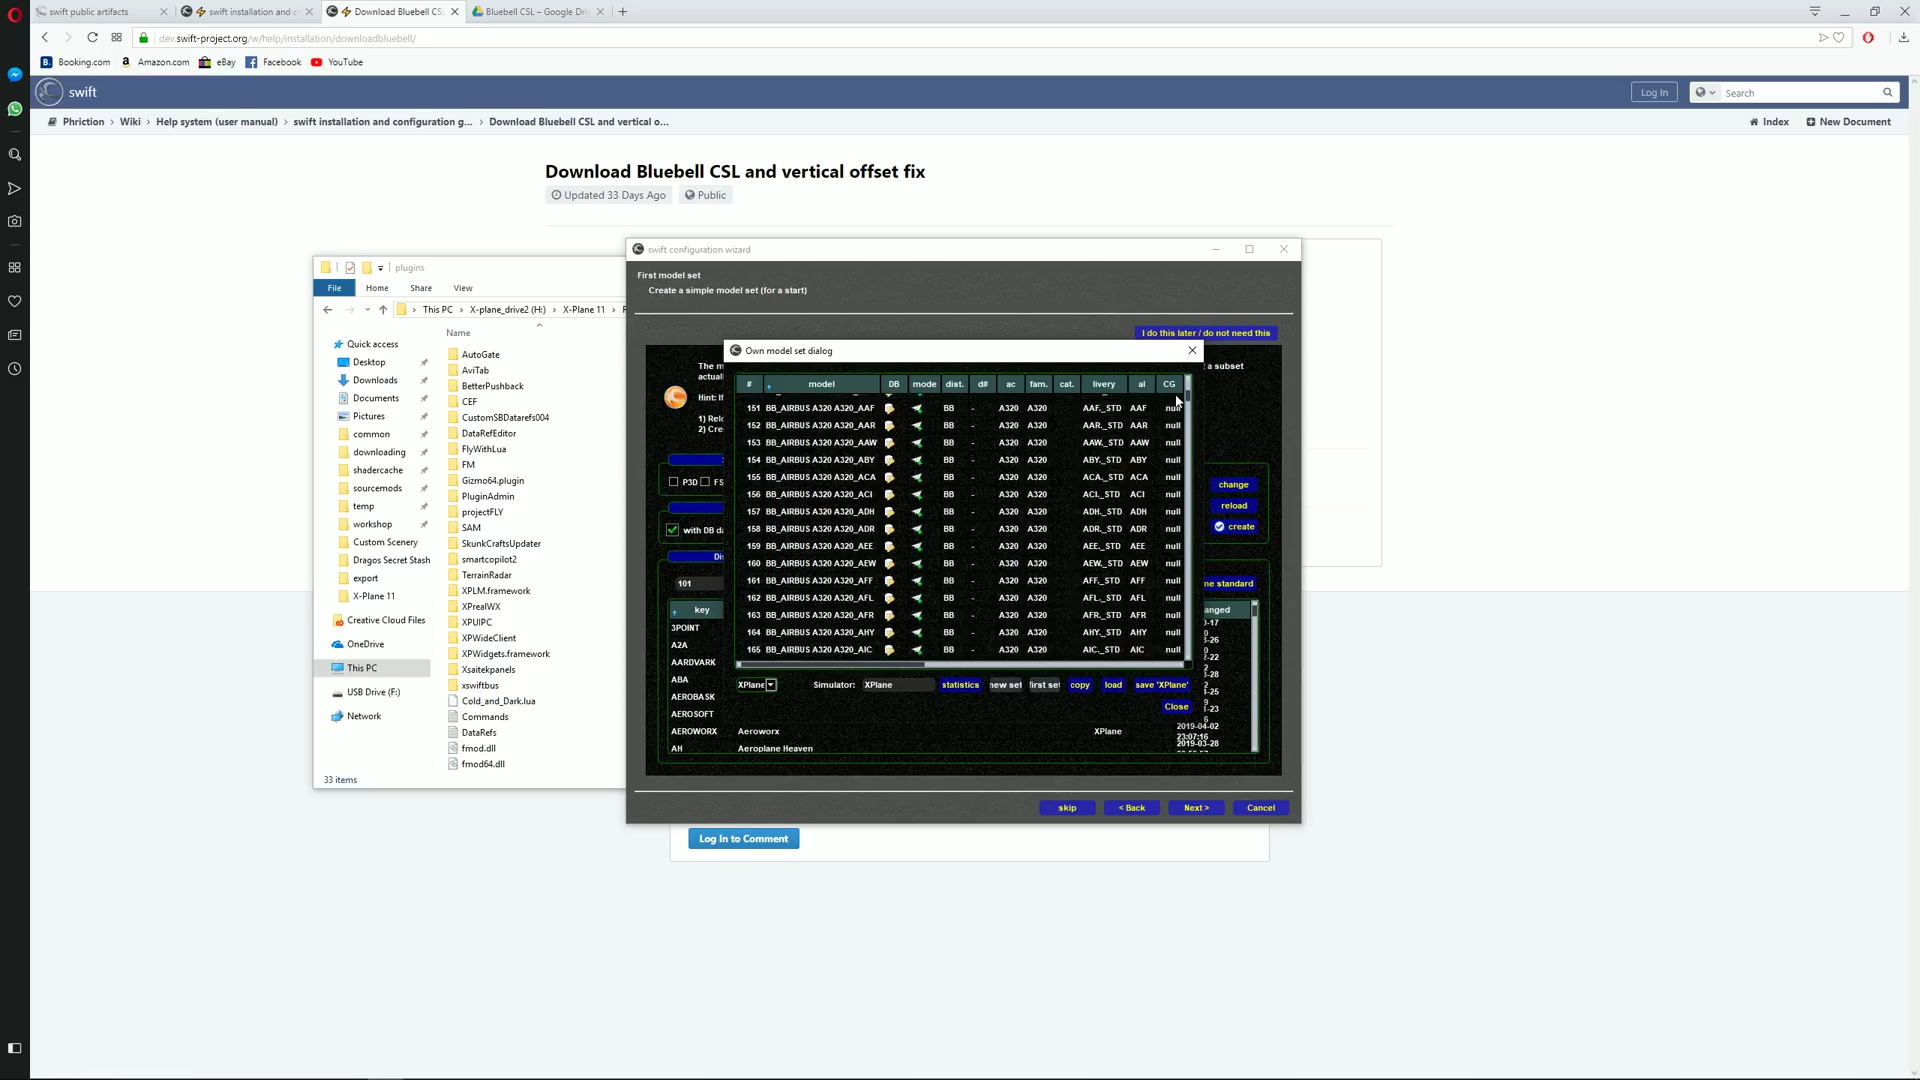 swift public artifacts
swift installation and c
Download Bluebell CSL
Bluebell CSL – Google Dri
dev.swift-project.org/w/help/installation/downloadbluebell/
Booking.com
Amazon.com
eBay
Facebook
YouTube
swift
Log In
Search
Phriction
Wiki
Help system (user manual)
swift installation and configuration g...
Download Bluebell CSL and vertical o...
Index
New Document
Download Bluebell CSL and vertical offset fix
Updated 33 Days Ago
Public
plugins
File
Home
Share
View
This PC
X-plane_drive2 (H:)
X-Plane 11
Name
Quick access
Desktop
Downloads
Documents
Pictures
common
downloading
shadercache
sourcemods
temp
workshop
Custom Scenery
Dragos Secret Stash
export
X-Plane 11
Creative Cloud Files
OneDrive
This PC
USB Drive (F:)
Network
33 items
AutoGate
AviTab
BetterPushback
CEF
CustomSBDatarefs004
DataRefEditor
FlyWithLua
FM
Gizmo64.plugin
PluginAdmin
projectFLY
SAM
SkunkCraftsUpdater
smartcopilot2
TerrainRadar
XPLM.framework
XPrealWX
XPUIPC
XPWideClient
XPWidgets.framework
Xsaitekpanels
xswiftbus
Cold_and_Dark.lua
Commands
DataRefs
fmod.dll
fmod64.dll
swift configuration wizard
First model set
Create a simple model set (for a start)
I do this later / do not need this
The m
actual
a subset
Hint: If
1) Relo
2) Cre
P3D
FS
change
reload
with DB da
create
Dis
101
me standard
key
anged
3POINT
A2A
AARDVARK
ABA
AEROBASK
AEROSOFT
AEROWORX
Aeroworx
XPlane
2019-04-02
23:07:16
AH
Aeroplane Heaven
2019-03-28
Own model set dialog
# model DB mode dist. d# ac fam. cat. livery al CG
151 BB_AIRBUS A320 A320_AAF BB - A320 A320 AAF._STD AAF null
152 BB_AIRBUS A320 A320_AAR BB - A320 A320 AAR._STD AAR null
153 BB_AIRBUS A320 A320_AAW BB - A320 A320 AAW._STD AAW null
154 BB_AIRBUS A320 A320_ABY BB - A320 A320 ABY._STD ABY null
155 BB_AIRBUS A320 A320_ACA BB - A320 A320 ACA._STD ACA null
156 BB_AIRBUS A320 A320_ACI BB - A320 A320 ACI._STD ACI null
157 BB_AIRBUS A320 A320_ADH BB - A320 A320 ADH._STD ADH null
158 BB_AIRBUS A320 A320_ADR BB - A320 A320 ADR._STD ADR null
159 BB_AIRBUS A320 A320_AEE BB - A320 A320 AEE._STD AEE null
160 BB_AIRBUS A320 A320_AEW BB - A320 A320 AEW._STD AEW null
161 BB_AIRBUS A320 A320_AFF BB - A320 A320 AFF._STD AFF null
162 BB_AIRBUS A320 A320_AFL BB - A320 A320 AFL._STD AFL null
163 BB_AIRBUS A320 A320_AFR BB - A320 A320 AFR._STD AFR null
164 BB_AIRBUS A320 A320_AHY BB - A320 A320 AHY._STD AHY null
165 BB_AIRBUS A320 A320_AIC BB - A320 A320 AIC._STD AIC null
XPlane
Simulator:
XPlane
statistics
new set
first set
copy
load
save 'XPlane'
Close
skip
< Back
Next >
Cancel
Log In to Comment